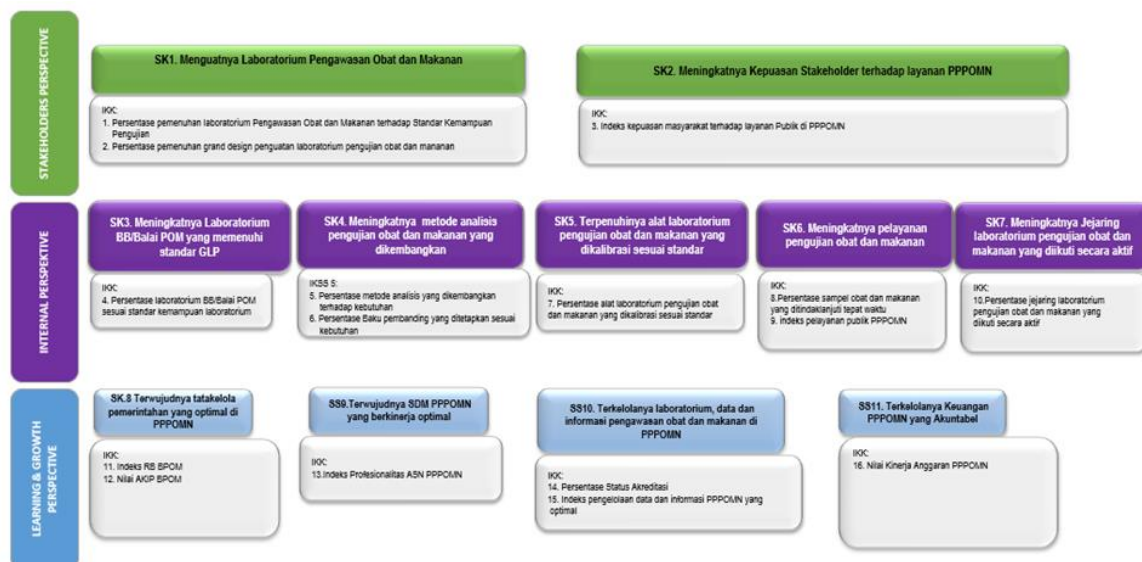 STAKEHOLDERS PERSPECTIVE
SK1. Menguatnya Laboratorium Pengawasan Obat dan Makanan
IKK:
1. Persentase pemenuhan laboratorium Pengawasan Obat dan Makanan terhadap Standar Kemampuan
Pengujian
2. Persentase pemenuhan grand design penguatan laboratorium pengujian obat dan mananan
SK2. Meningkatnya Kepuasan Stakeholder terhadap layanan PPPOMN
IKK:
3. Indeks kepuasan masyarakat terhadap layanan Publik di PPPOMN
INTERNAL PERSPEKTIVE
SK3. Meningkatnya Laboratorium
BB/Balai POM yang memenuhi
standar GLP
IKK:
4. Persentase laboratorium BB/Balai POM
sesuai standar kemampuan laboratorium
SK4. Meningkatnya metode analisis
pengujian obat dan makanan yang
dikembangkan
IKSS 5:
5. Persentase metode analisis yang dikembangkan
terhadap kebutuhan
6. Persentase Baku pembanding yang ditetapkan sesuai
kebutuhan
SK5. Terpenuhinya alat laboratorium
pengujian obat dan makanan yang
dikalibrasi sesuai standar
IKK:
7. Persentase alat laboratorium pengujian obat
dan makanan yang dikalibrasi sesuai standar
SK6. Meningkatnya pelayanan
pengujian obat dan makanan
IKK:
8.Persentase sampel obat dan makanan
yang ditindaklanjuti tepat waktu
9. indeks pelayanan publik PPPOMN
SK7. Meningkatnya Jejaring
laboratorium pengujian obat dan
makanan yang diikuti secara aktif
IKK:
10.Persentase jejaring laboratorium
pengujian obat dan makanan yang
diikuti secara aktif
LEARNING & GROWTH
PERSPECTIVE
SK.8 Terwujudnya tatakelola
pemerintahan yang optimal di
PPPOMN
IKK:
11. Indeks RB BPOM
12. Nilai AKIP BPOM
SS9.Terwujudnya SDM PPPOMN
yang berkinerja optimal
IKK:
13.Indeks Profesionalitas ASN PPPOMN
SS10. Terkelolanya laboratorium, data dan
informasi pengawasan obat dan makanan di
PPPOMN
IKK:
14. Persentase Status Akreditasi
15. Indeks pengelolaan data dan informasi PPPOMN yang
optimal
SS11. Terkelolanya Keuangan
PPPOMN yang Akuntabel
IKK:
16. Nilai Kinerja Anggaran PPPOMN